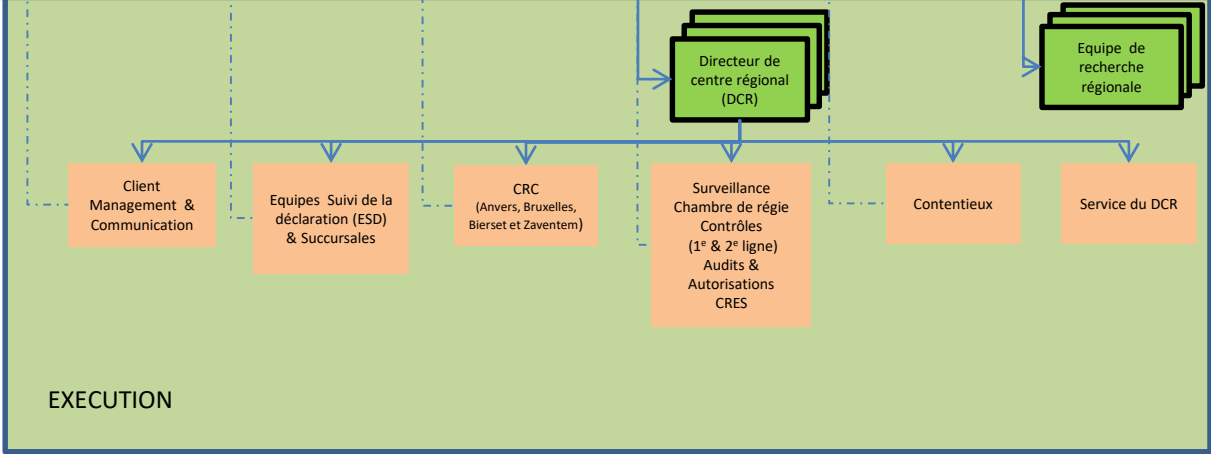 Directeur de
centre régional
(DCR)
Equipe de
recherche
régionale
Client
Management &
Communication
Equipes Suivi de la
déclaration (ESD)
& Succursales
CRC
(Anvers, Bruxelles,
Bierset et Zaventem)
Surveillance
Chambre de régie
Contrôles
(1e & 2e ligne)
Audits &
Autorisations
CRES
Contentieux
Service du DCR
EXECUTION